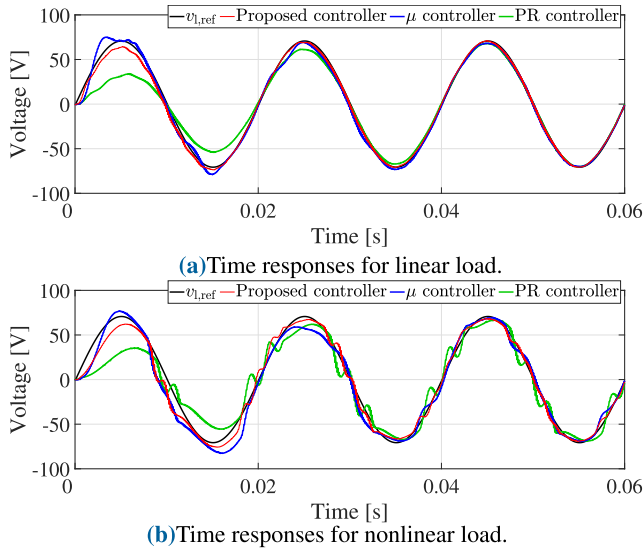 v_l,ref Proposed controller μ controller PR controller
100
50
0
-50
-100
Voltage [V]
0 0.02 0.04 0.06
Time [s]
(a)Time responses for linear load.
v_l,ref Proposed controller μ controller PR controller
100
50
0
-50
-100
Voltage [V]
0 0.02 0.04 0.06
Time [s]
(b)Time responses for nonlinear load.